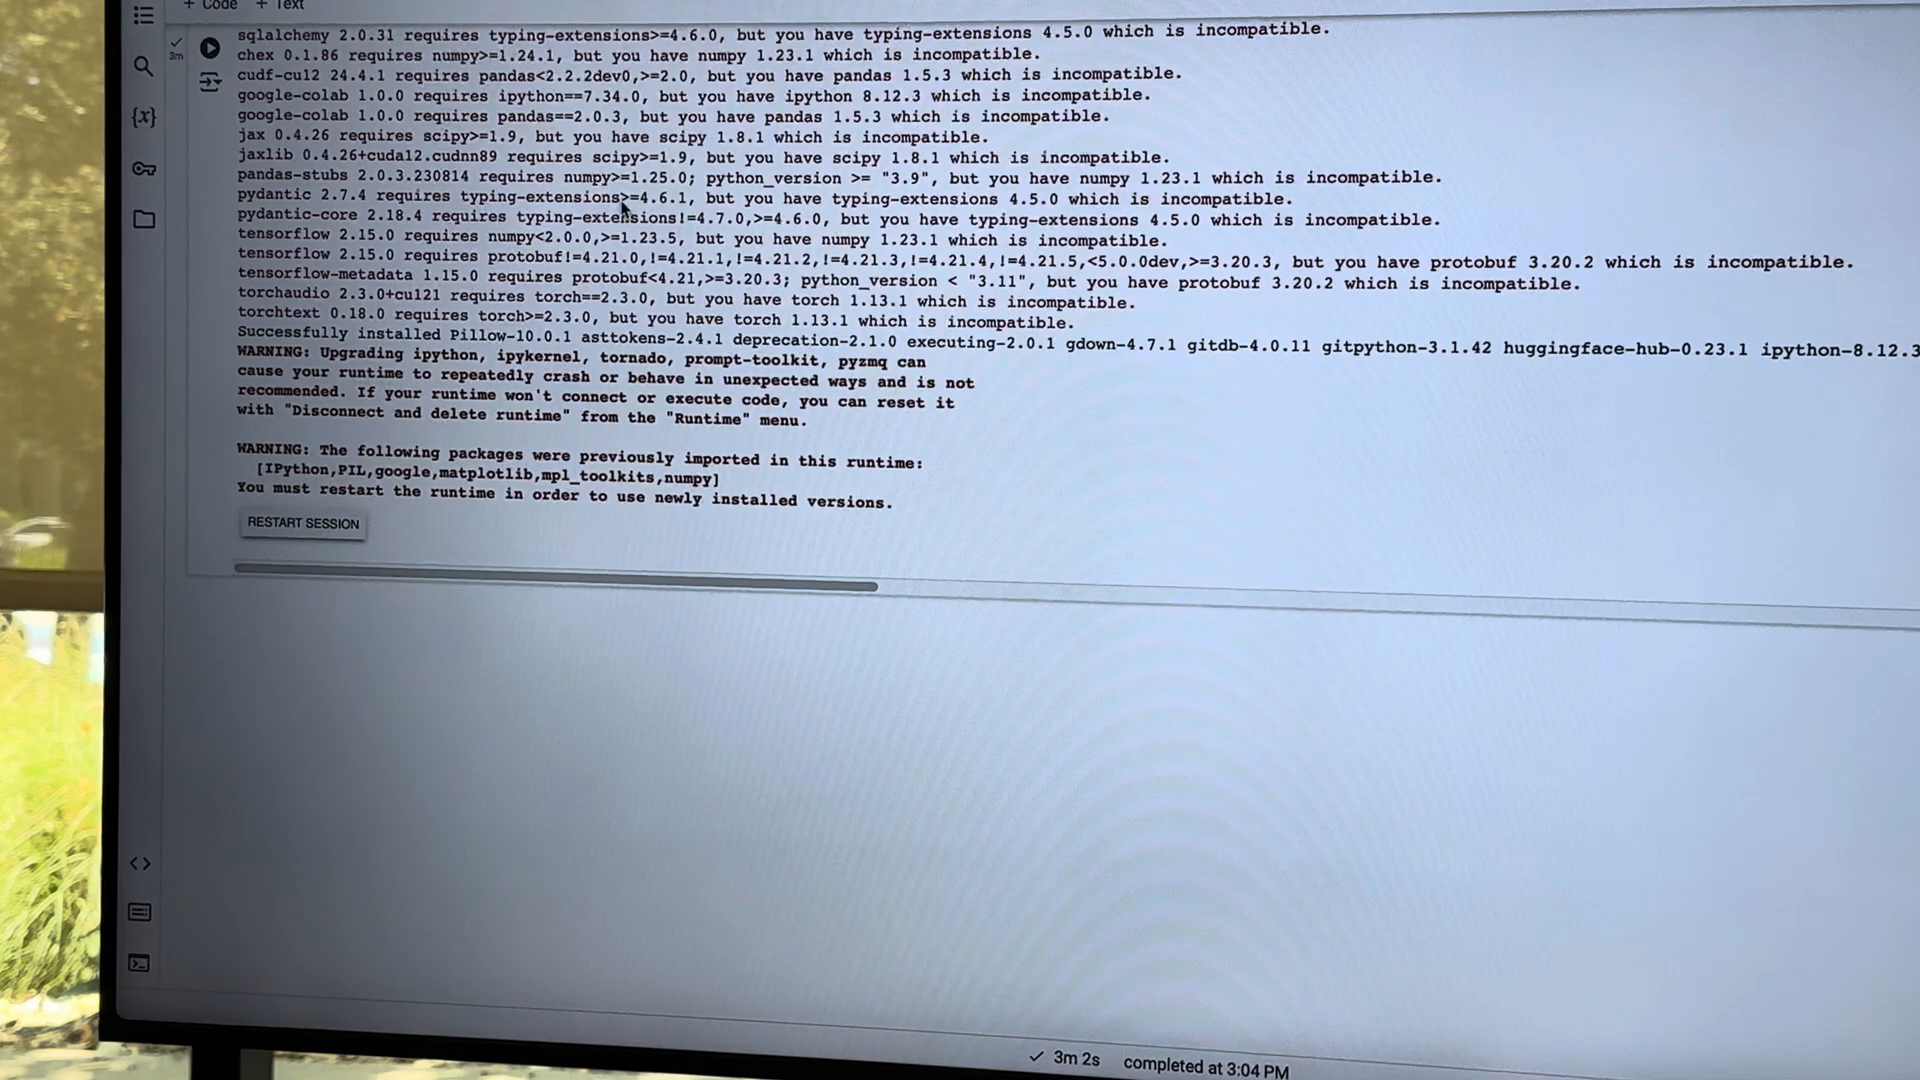 + Code + Text
sqlalchemy 2.0.31 requires typing-extensions>=4.6.0, but you have typing-extensions 4.5.0 which is incompatible.
3m
chex 0.1.86 requires numpy>=1.24.1, but you have numpy 1.23.1 which is incompatible.
cudf-cu12 24.4.1 requires pandas<2.2.2dev0,>=2.0, but you have pandas 1.5.3 which is incompatible.
google-colab 1.0.0 requires ipython==7.34.0, but you have ipython 8.12.3 which is incompatible.
google-colab 1.0.0 requires pandas==2.0.3, but you have pandas 1.5.3 which is incompatible.
{x}
jax 0.4.26 requires scipy>=1.9, but you have scipy 1.8.1 which is incompatible.
jaxlib 0.4.26+cuda12.cudnn89 requires scipy>=1.9, but you have scipy 1.8.1 which is incompatible.
pandas-stubs 2.0.3.230814 requires numpy>=1.25.0; python_version >= "3.9", but you have numpy 1.23.1 which is incompatible.
pydantic 2.7.4 requires typing-extensions>=4.6.1, but you have typing-extensions 4.5.0 which is incompatible.
pydantic-core 2.18.4 requires typing-extensions!=4.7.0,>=4.6.0, but you have typing-extensions 4.5.0 which is incompatible.
tensorflow 2.15.0 requires numpy<2.0.0,>=1.23.5, but you have numpy 1.23.1 which is incompatible.
tensorflow 2.15.0 requires protobuf!=4.21.0,!=4.21.1,!=4.21.2,!=4.21.3,!=4.21.4,!=4.21.5,<5.0.0dev,>=3.20.3, but you have protobuf 3.20.2 which is incompatible.
tensorflow-metadata 1.15.0 requires protobuf<4.21,>=3.20.3; python_version < "3.11", but you have protobuf 3.20.2 which is incompatible.
torchaudio 2.3.0+cu121 requires torch==2.3.0, but you have torch 1.13.1 which is incompatible.
torchtext 0.18.0 requires torch>=2.3.0, but you have torch 1.13.1 which is incompatible.
Successfully installed Pillow-10.0.1 asttokens-2.4.1 deprecation-2.1.0 executing-2.0.1 gdown-4.7.1 gitdb-4.0.11 gitpython-3.1.42 huggingface-hub-0.23.1 ipython-8.12.3
WARNING: Upgrading ipython, ipykernel, tornado, prompt-toolkit, pyzmq can
cause your runtime to repeatedly crash or behave in unexpected ways and is not
recommended. If your runtime won't connect or execute code, you can reset it
with "Disconnect and delete runtime" from the "Runtime" menu.
WARNING: The following packages were previously imported in this runtime:
[IPython,PIL,google,matplotlib,mpl_toolkits,numpy]
You must restart the runtime in order to use newly installed versions.
RESTART SESSION
3m 2s completed at 3:04 PM